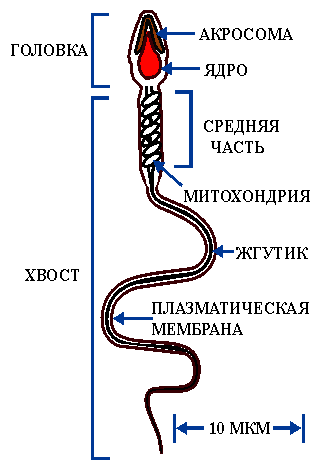 АКРОСОМА
ГОЛОВКА
ЯДРО
СРЕДНЯЯ
ЧАСТЬ
МИТОХОНДРИЯ
ЖГУТИК
ХВОСТ
ПЛАЗМАТИЧЕСКАЯ
МЕМБРАНА
10 МКМ